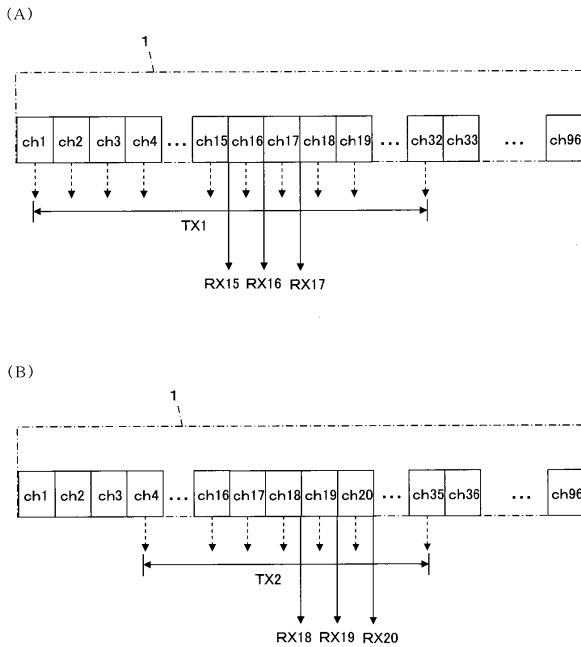 (A)
1
ch1 ch2 ch3 ch4 ... ch15 ch16 ch17 ch18 ch19 ... ch32 ch33 ... ch96
TX1
RX15 RX16 RX17
(B)
1
ch1 ch2 ch3 ch4 ... ch16 ch17 ch18 ch19 ch20 ... ch35 ch36 ... ch96
TX2
RX18 RX19 RX20